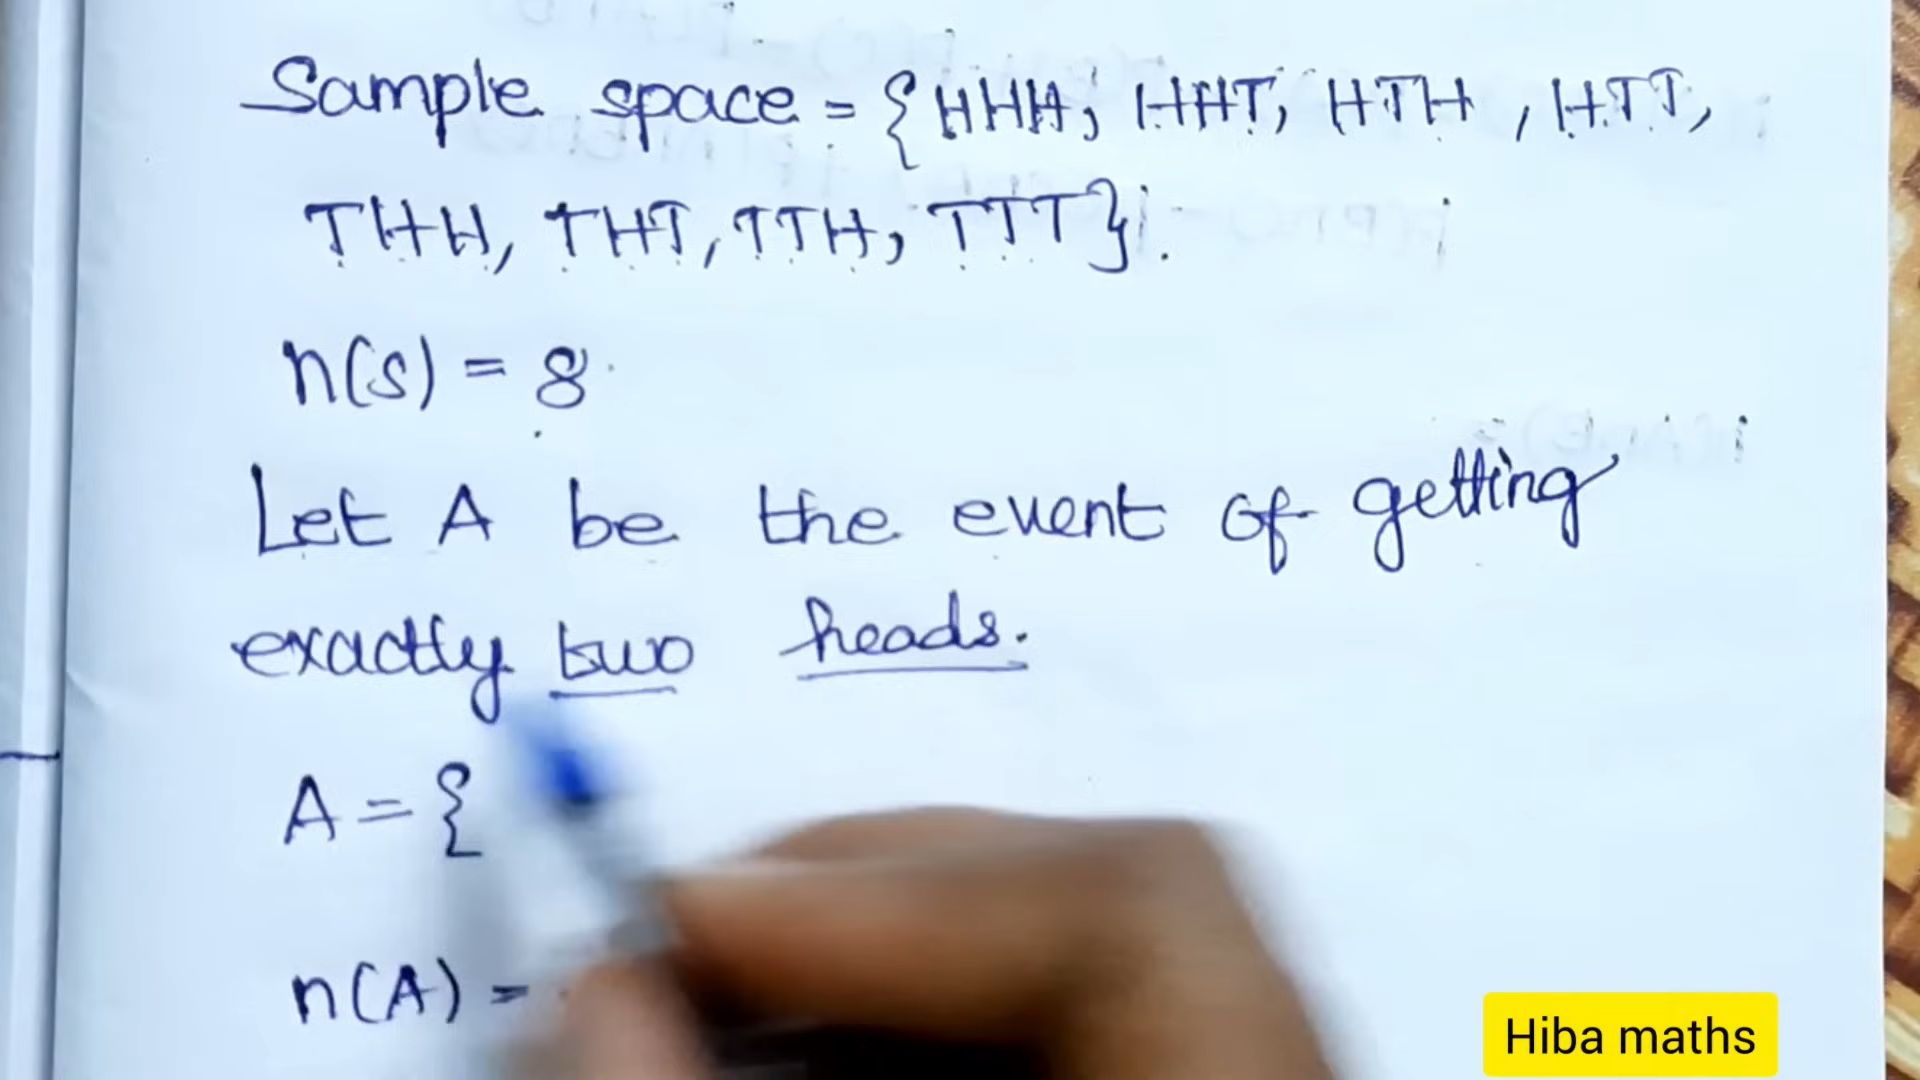 Sample space = {HHH, HHT, HTH, HTT,
THH, THT, TTH, TTT}.
n(s) = 8
Let A be the event of getting
exactly two heads.
A = {
n(A) =
Hiba maths